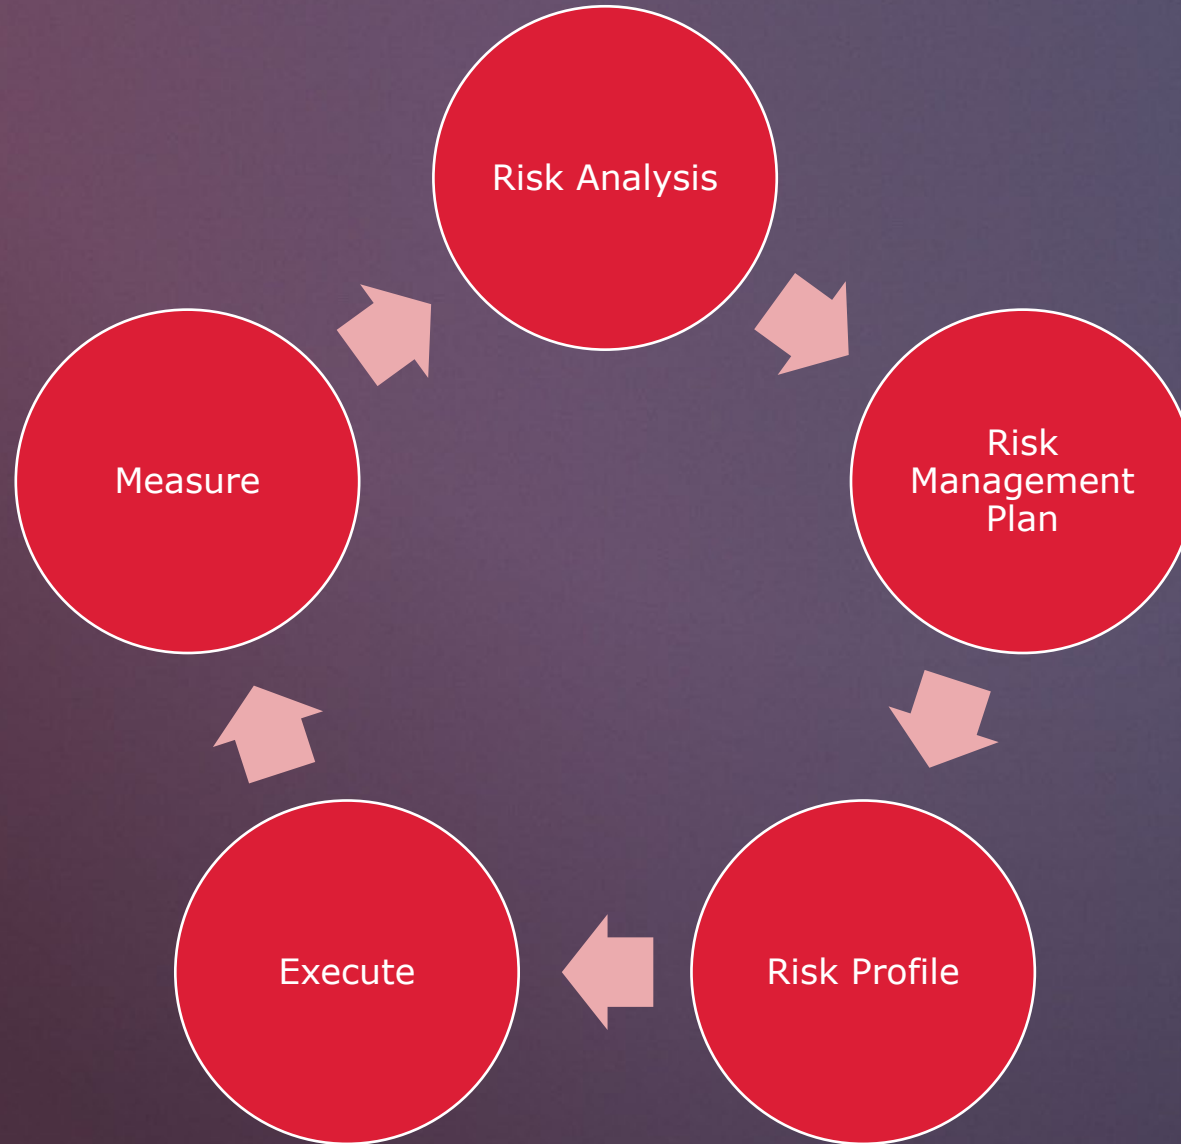 Risk Analysis
Risk
Management
Plan
Risk Profile
Execute
Measure